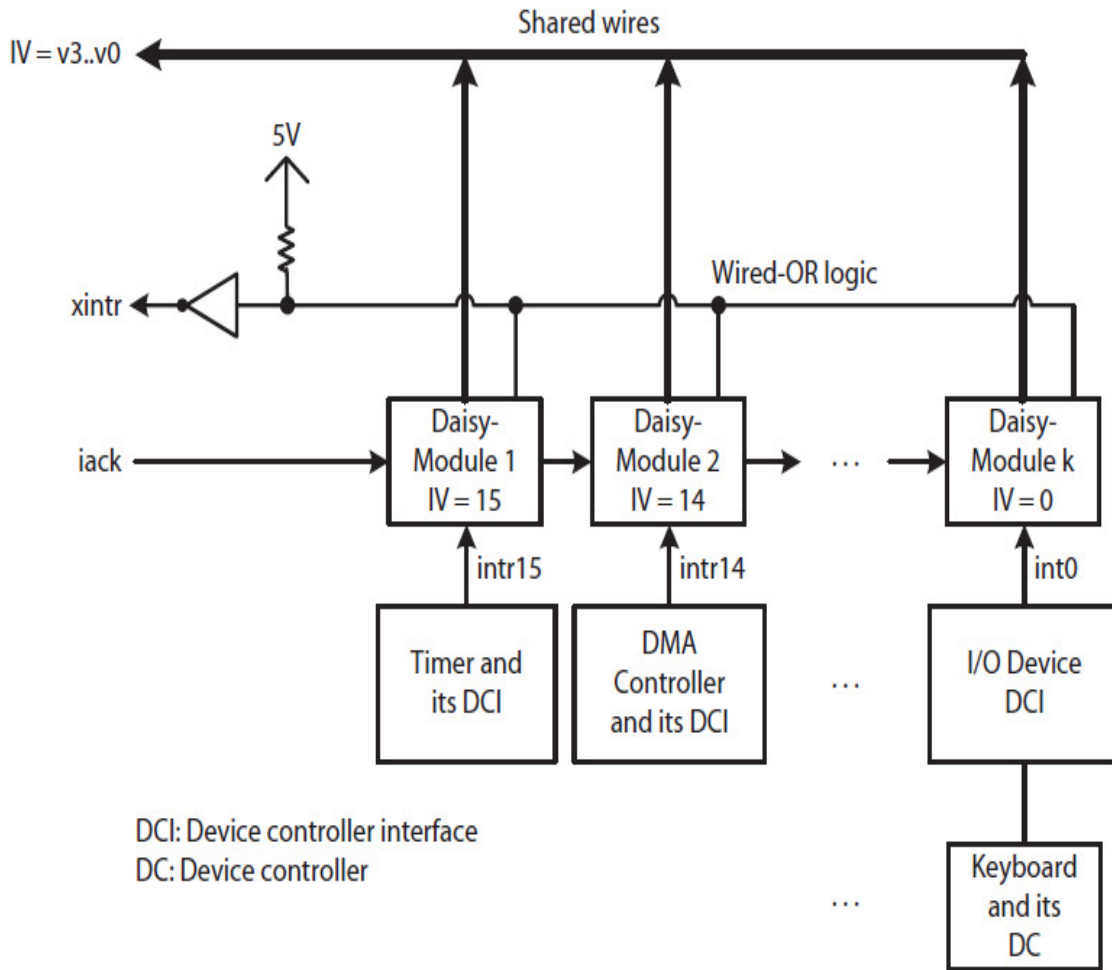 Shared wires
IV = v3..v0
5V
Wired-OR logic
xintr
iack
Daisy-
Module 1
IV = 15
Daisy-
Module 2
IV = 14
...
Daisy-
Module k
IV = 0
intr15
intr14
int0
Timer and
its DCI
DMA
Controller
and its DCI
...
I/O Device
DCI
DCI: Device controller interface
DC: Device controller
...
Keyboard
and its
DC